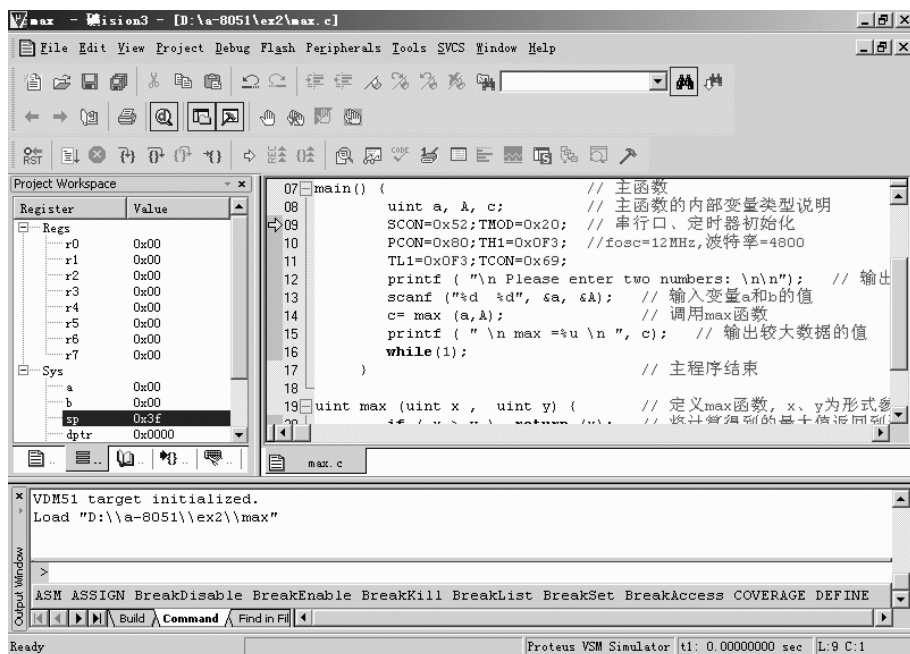 max - µision3 - [D:\a-8051\ex2\max.c]
File Edit View Project Debug Flash Peripherals Tools SVCS Window Help
RST
CODE
Project Workspace
Register Value
Regs
r0 0x00
r1 0x00
r2 0x00
r3 0x00
r4 0x00
r5 0x00
r6 0x00
r7 0x00
Sys
a 0x00
b 0x00
sp 0x3f
dptr 0x0000
07 main() { // 主函数
08 uint a, A, c; // 主函数的内部变量类型说明
09 SCON=0x52;TMOD=0x20; // 串行口、定时器初始化
10 PCON=0x80;TH1=0x0F3; //fosc=12MHz,波特率=4800
11 TL1=0x0F3;TCON=0x69;
12 printf ( "\n Please enter two numbers: \n\n"); // 输出
13 scanf ("%d %d", &a, &A); // 输入变量a和b的值
14 c= max (a,A); // 调用max函数
15 printf ( " \n max =%u \n ", c); // 输出较大数据的值
16 while(1);
17 } // 主程序结束
18
19 uint max (uint x , uint y) { // 定义max函数, x、y为形式参
max.c
VDM51 target initialized.
Load "D:\\a-8051\\ex2\\max"
>
ASM ASSIGN BreakDisable BreakEnable BreakKill BreakList BreakSet BreakAccess COVERAGE DEFINE
Output Window
Build Command Find in Fil
Ready Proteus VSM Simulator t1: 0.00000000 sec L:9 C:1